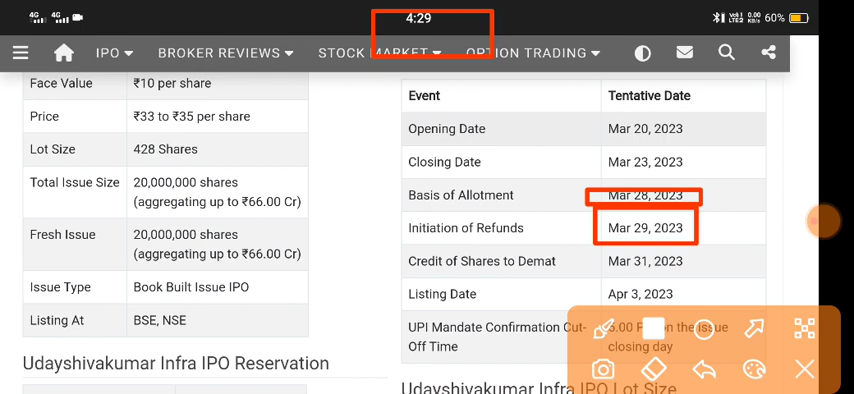 4G 4G 4:29 60%
IPO BROKER REVIEWS STOCK MARKET OPTION TRADING
Face Value ₹10 per share
Price ₹33 to ₹35 per share
Lot Size 428 Shares
Total Issue Size 20,000,000 shares
(aggregating up to ₹66.00 Cr)
Fresh Issue 20,000,000 shares
(aggregating up to ₹66.00 Cr)
Issue Type Book Built Issue IPO
Listing At BSE, NSE
Udayshivakumar Infra IPO Reservation
Event Tentative Date
Opening Date Mar 20, 2023
Closing Date Mar 23, 2023
Basis of Allotment Mar 28, 2023
Initiation of Refunds Mar 29, 2023
Credit of Shares to Demat Mar 31, 2023
Listing Date Apr 3, 2023
UPI Mandate Confirmation Cut- on the issue
Off Time closing day
Udayshivakumar Infra IPO Lot Size